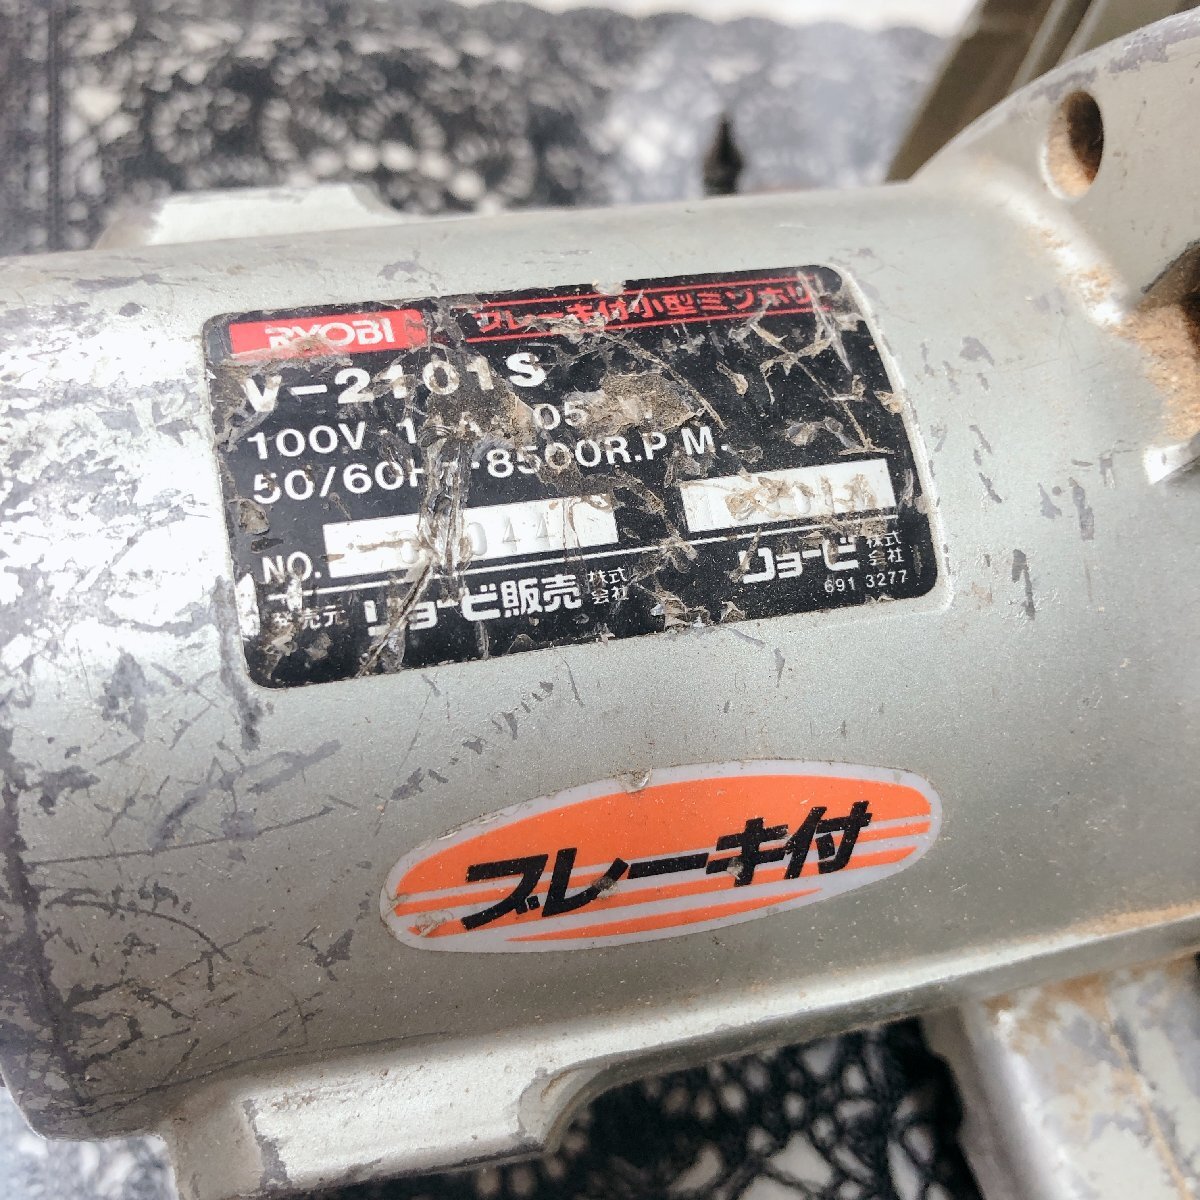 RYOBI ブレーキ付小型ミゾホリ
V-2101S
100V
50/60HZ・8500R.P.M.
NO.
発売元 リョービ販売株式会社 リョービ株式会社
691 3277
ブレーキ付